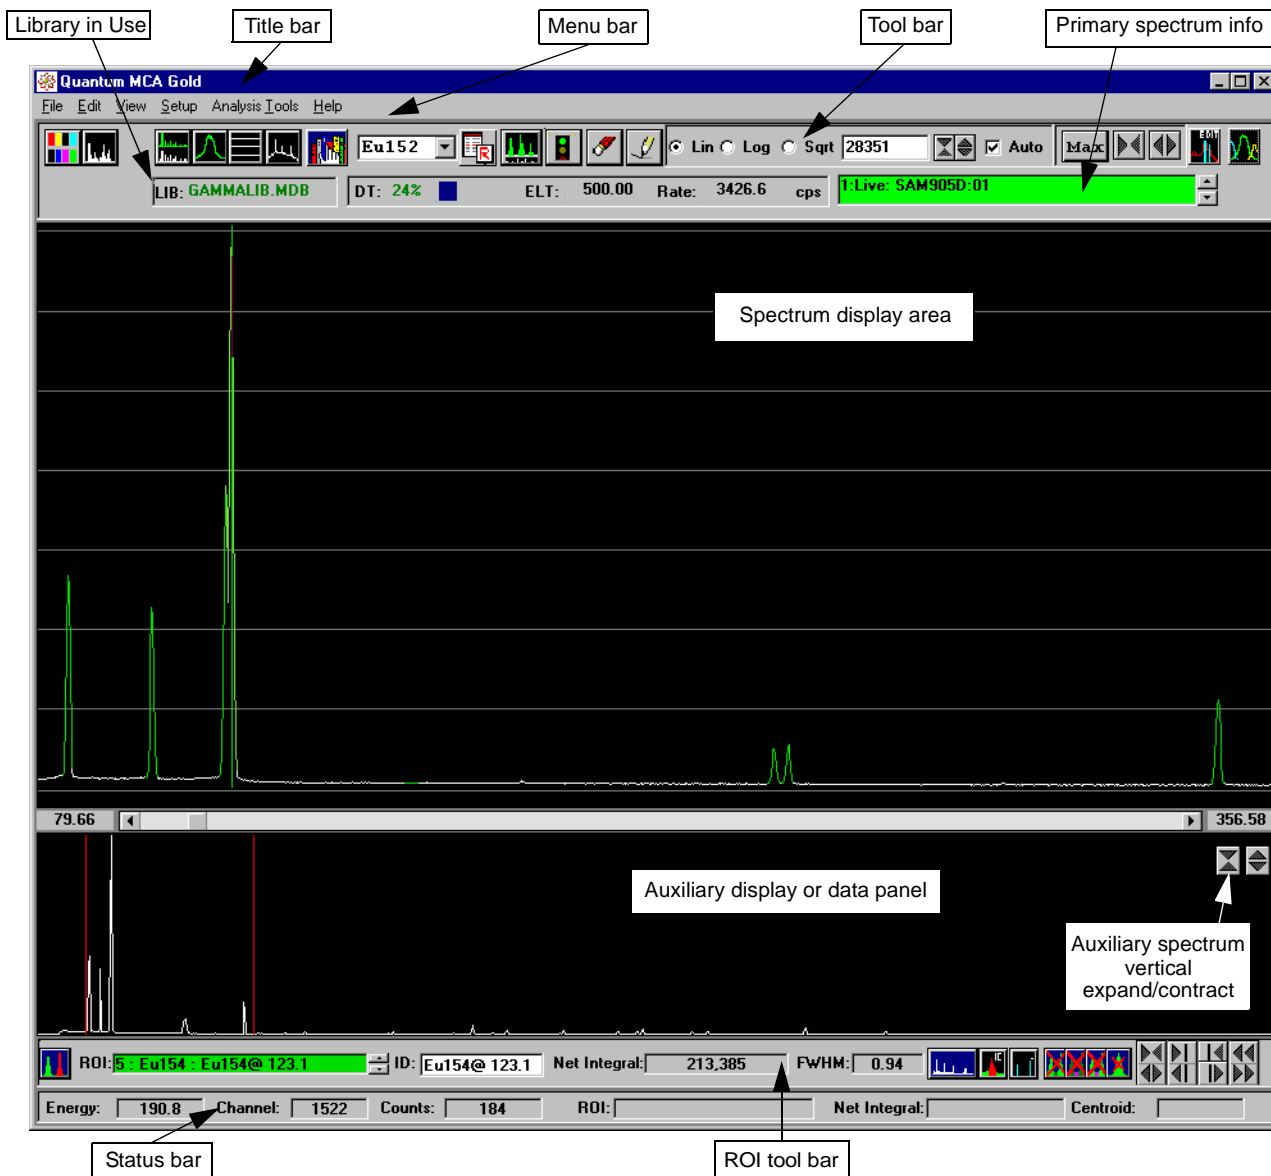 Library in Use
Title bar
Menu bar
Tool bar
Primary spectrum info
Quantum MCA Gold
File Edit View Setup Analysis Tools Help
Eu152
R
Lin Log Sqrt 28351 Auto Max EDIT
LIB: GAMMALIB.MDB DT: 24% ELT: 500.00 Rate: 3426.6 cps 1:Live: SAM905D:01
Spectrum display area
79.66 356.58
Auxiliary display or data panel
Auxiliary spectrum
vertical
expand/contract
ROI: 5 : Eu154 : Eu154@ 123.1 ID: Eu154@ 123.1 Net Integral: 213,385 FWHM: 0.94 IC
Energy: 190.8 Channel: 1522 Counts: 184 ROI: Net Integral: Centroid:
Status bar
ROI tool bar